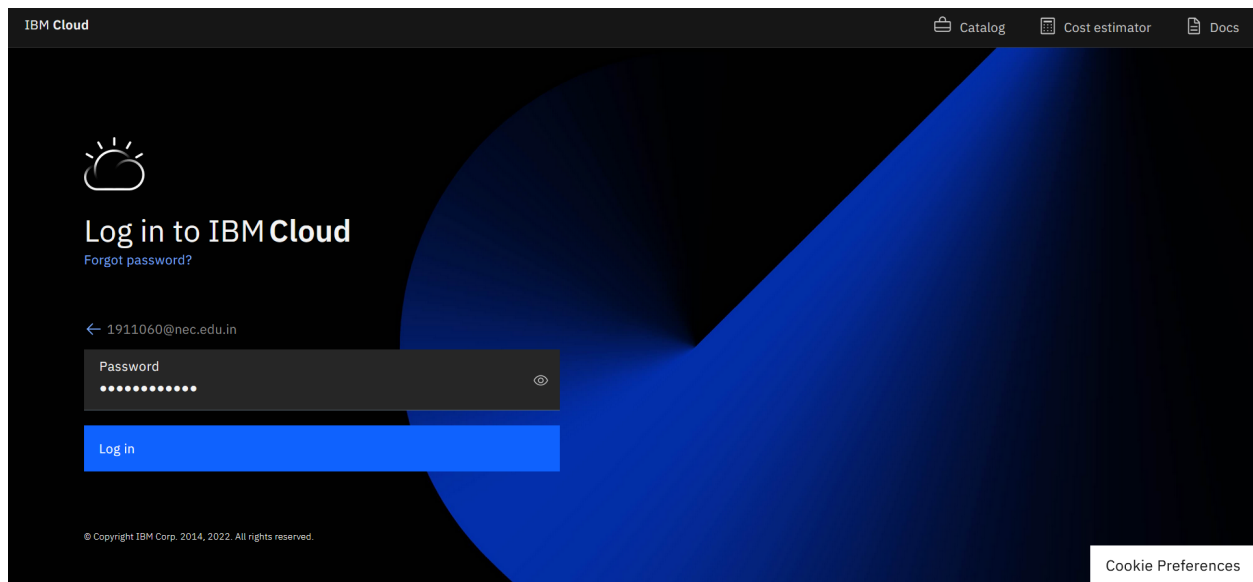 IBM Cloud
Catalog
Cost estimator
Docs
Log in to IBM Cloud
Forgot password?
← 1911060@nec.edu.in
Password
●●●●●●●●●●●●
Log in
© Copyright IBM Corp. 2014, 2022. All rights reserved.
Cookie Preferences